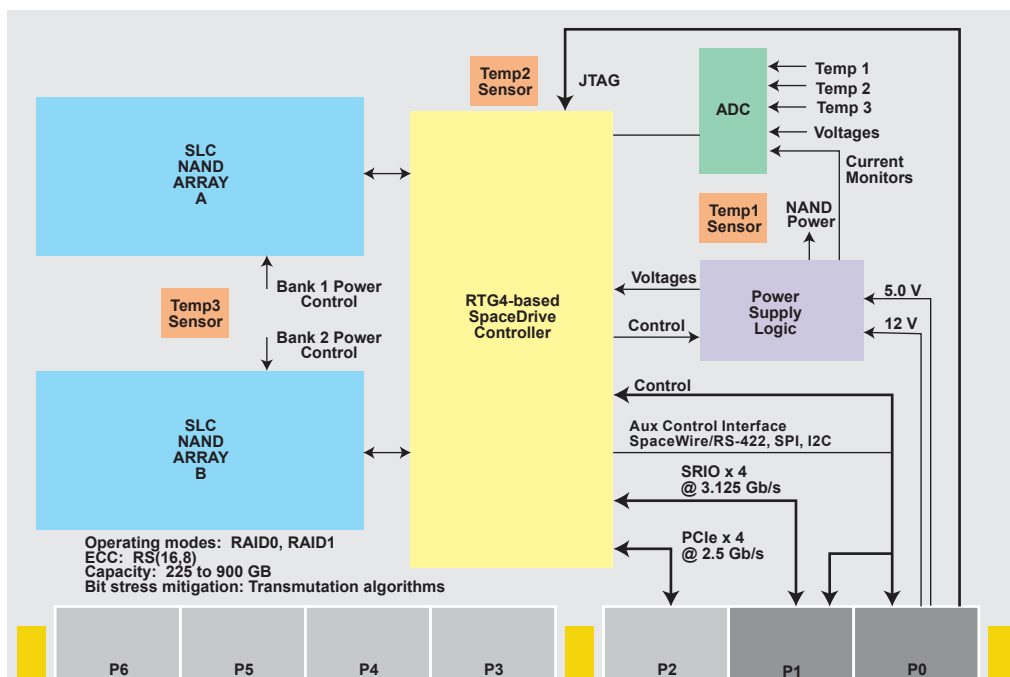 Temp2
Sensor
JTAG
ADC
Temp 1
Temp 2
Temp 3
Voltages
Current
Monitors
SLC
NAND
ARRAY
A
Temp1
Sensor
NAND
Power
Bank 1 Power
Control
Temp3
Sensor
Bank 2 Power
Control
RTG4-based
SpaceDrive
Controller
Voltages
Control
Power
Supply
Logic
5.0 V
12 V
SLC
NAND
ARRAY
B
Control
Aux Control Interface
SpaceWire/RS-422, SPI, I2C
SRIO x 4
@ 3.125 Gb/s
PCIe x 4
@ 2.5 Gb/s
Operating modes: RAID0, RAID1
ECC: RS(16,8)
Capacity: 225 to 900 GB
Bit stress mitigation: Transmutation algorithms
P6
P5
P4
P3
P2
P1
P0